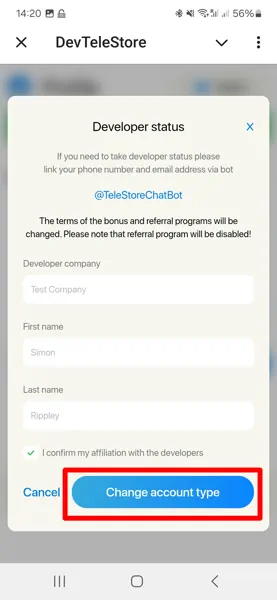 14:20 56%
DevTeleStore
Developer status
If you need to take developer status please
link your phone number and email address via bot
@TeleStoreChatBot
The terms of the bonus and referral programs will be
changed. Please note that referral program will be disabled!
Developer company
Test Company
First name
Simon
Last name
Rippley
I confirm my affiliation with the developers
Cancel Change account type